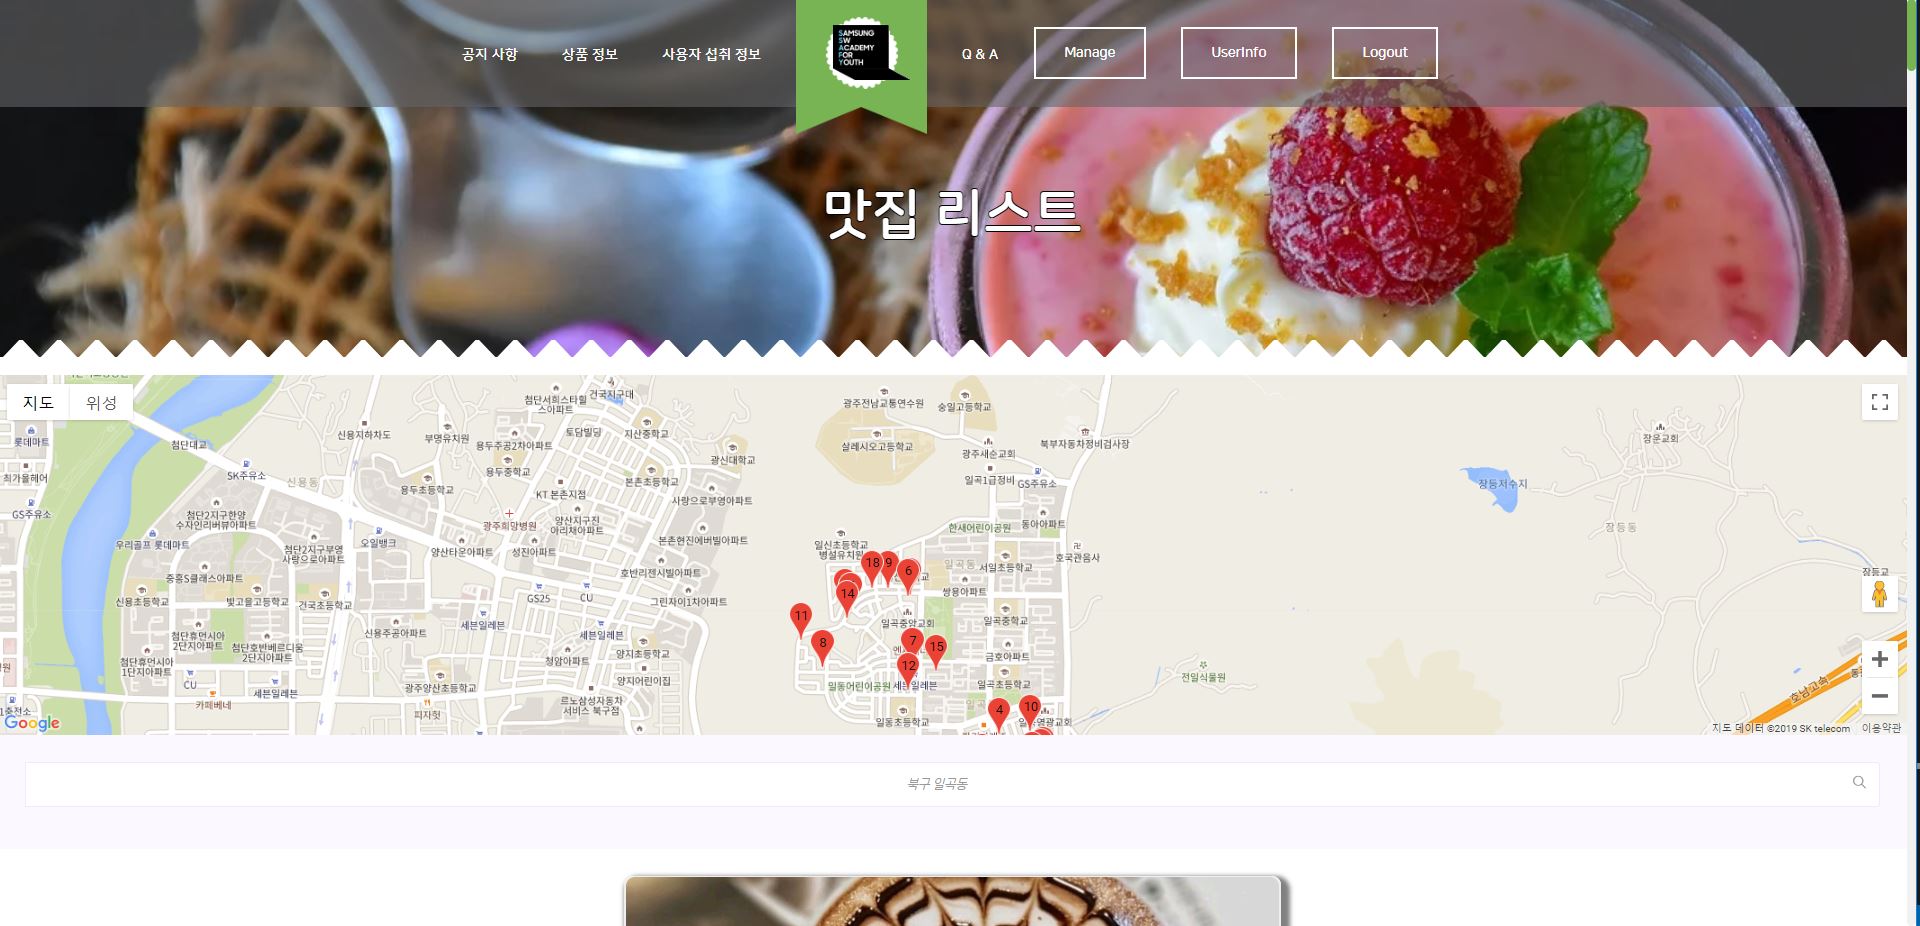 공지 사항
상품 정보
사용자 섭취 정보
SAMSUNG
SW
ACADEMY
FOR
YOUTH
Q & A
Manage
UserInfo
Logout
맛집 리스트
지도
위성
롯데마트
최가을헤어
GS주유소
첨단대교
SK주유소
신용동
신용지하차도
부명유치원
용두주공2차아파트
용두중학교
용두초등학교
첨단서희스타힐
스아파트
건국지구대
토담빌딩
지산중학교
광신대학교
KT 본촌지점
본촌초등학교
사랑으로부영아파트
첨단2지구한양
수자인리버뷰아파트
우리골프 롯데마트
첨단2지구부영
사랑으로아파트
오일뱅크
광주희망병원
양산지구진
아리채아파트
양산타운아파트
성진아파트
본촌현진에버빌아파트
호반리젠시빌아파트
중흥S클래스아파트
신용초등학교
빛고을초등학교
건국초등학교
GS25
CU
그린자이1차아파트
세븐일레븐
세븐일레븐
신용주공아파트
첨단휴먼시아
2단지아파트
첨단호반베르디움
2단지아파트
첨단휴먼시아
1단지아파트
청암아파트
양지초등학교
양지어린이집
CU
세븐일레븐
카페베네
광주양산초등학교
피자헛
르노삼성자동차
서비스 북구점
광주전남교통연수원
숭일고등학교
살레시오고등학교
광주새순교회
북부자동차정비검사장
일곡1급정비
GS주유소
한새어린이공원
동아아파트
일신초등학교
병설유치원
일곡동
서일초등학교
호국관음사
쌍용아파트
18
9
6
14
11
8
7
15
12
4
10
일곡중앙교회
일곡중학교
금호아파트
밀동어린이공원
세븐일레븐
일곡초등학교
일동초등학교
장운교회
장등저수지
장등동
장등교
전일식물원
호남고속
Google
지도 데이터 ©2019 SK telecom
이용약관
북구 일곡동